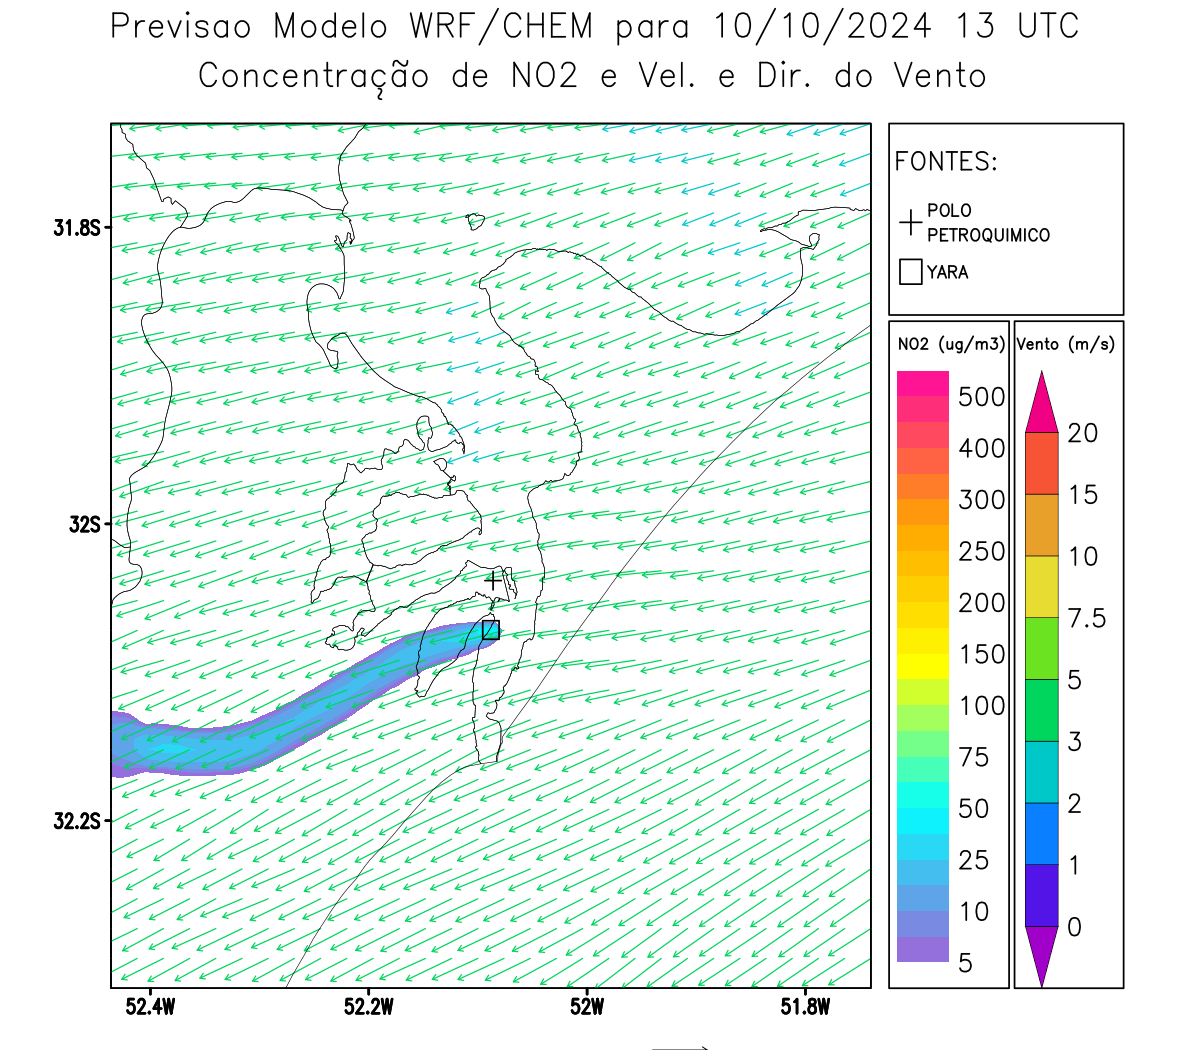 Previsao Modelo WRF/CHEM para 10/10/2024 13 UTC
Concentração de NO2 e Vel. e Dir. do Vento
FONTES:
POLO
PETROQUIMICO
YARA
31.8S
32S
32.2S
52.4W
52.2W
52W
51.8W
NO2 (ug/m3)
500
400
300
250
200
150
100
75
50
25
10
5
Vento (m/s)
20
15
10
7.5
5
3
2
1
0